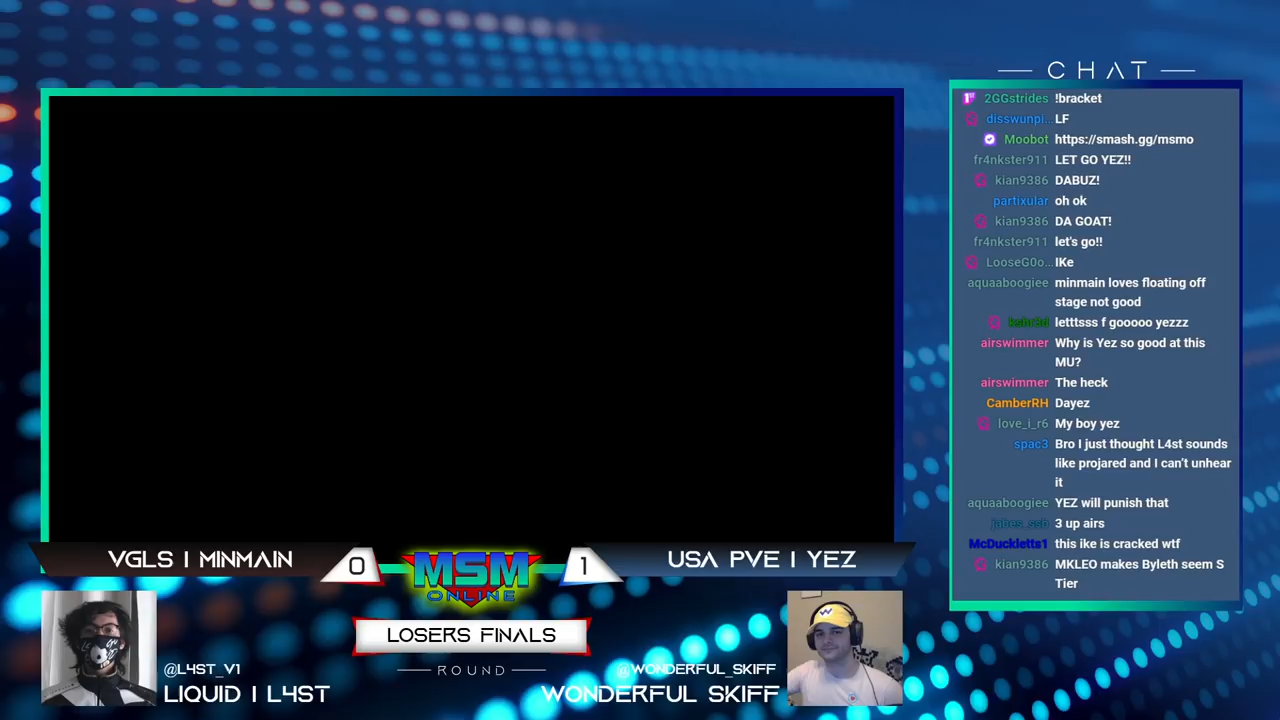 CHAT
2GGstrides !bracket
disswunpi... LF
Moobot https://smash.gg/msmo
fr4nkster911 LET GO YEZ!!
kian9386 DABUZ!
partixular oh ok
kian9386 DA GOAT!
fr4nkster911 let's go!!
LooseG0o... IKe
aquaaboogiee minmain loves floating off
stage not good
letttsss f gooooo yezzz
airswimmer Why is Yez so good at this
MU?
airswimmer The heck
CamberRH Dayez
love_i_r6 My boy yez
spac3 Bro I just thought L4st sounds
like projared and I can't unhear
it
aquaaboogiee YEZ will punish that
jabes_ssb 3 up airs
McDuckletts1 this ike is cracked wtf
kian9386 MKLEO makes Byleth seem S
Tier
VGLS | MINMAIN 0 MSM ONLINE 1 USA PVE | YEZ
LOSERS FINALS
ROUND
@L4ST_V1
LIQUID | L4ST
@WONDERFUL_SKIFF
WONDERFUL SKIFF